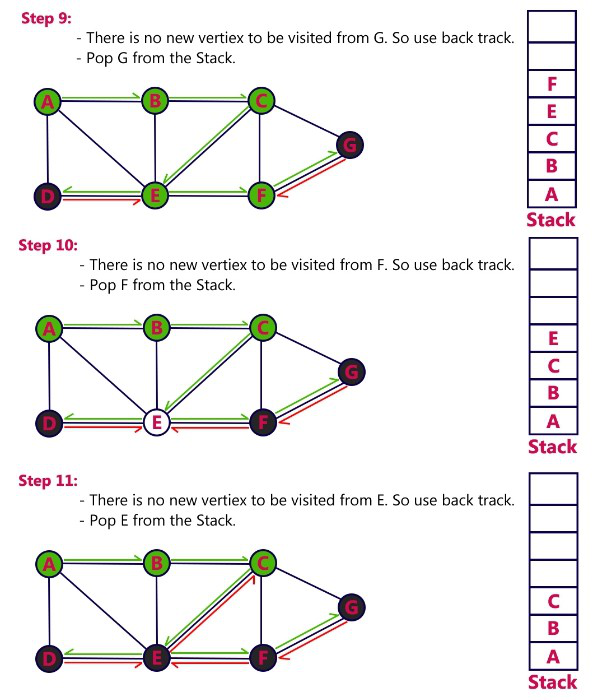 Step 9:
- There is no new vertiex to be visited from G. So use back track.
- Pop G from the Stack.
A B C
G
D E F
F
E
C
B
A
Stack
Step 10:
- There is no new vertiex to be visited from F. So use back track.
- Pop F from the Stack.
A B C
G
D E F
E
C
B
A
Stack
Step 11:
- There is no new vertiex to be visited from E. So use back track.
- Pop E from the Stack.
A B C
G
D E F
C
B
A
Stack